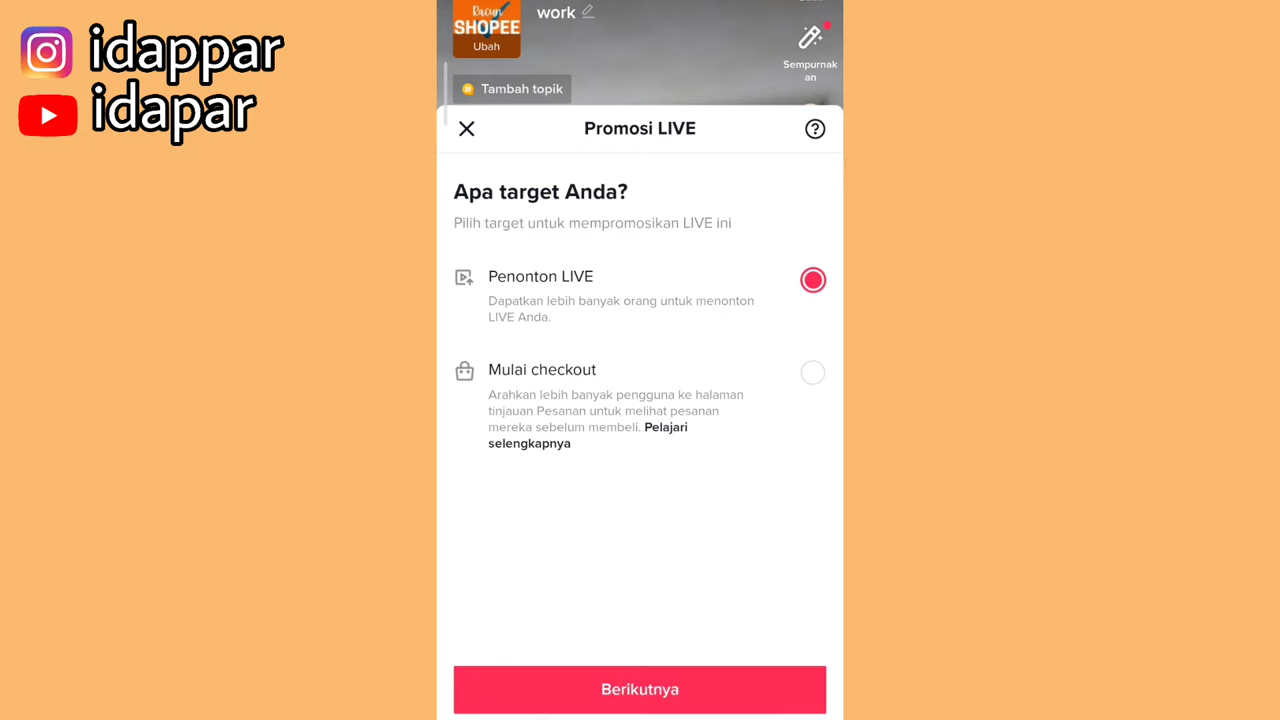 idappar
idapar
Racun
SHOPEE
Ubah
work
Tambah topik
Sempurnak
an
Promosi LIVE
Apa target Anda?
Pilih target untuk mempromosikan LIVE ini
Penonton LIVE
Dapatkan lebih banyak orang untuk menonton
LIVE Anda.
Mulai checkout
Arahkan lebih banyak pengguna ke halaman
tinjauan Pesanan untuk melihat pesanan
mereka sebelum membeli. Pelajari
selengkapnya
Berikutnya